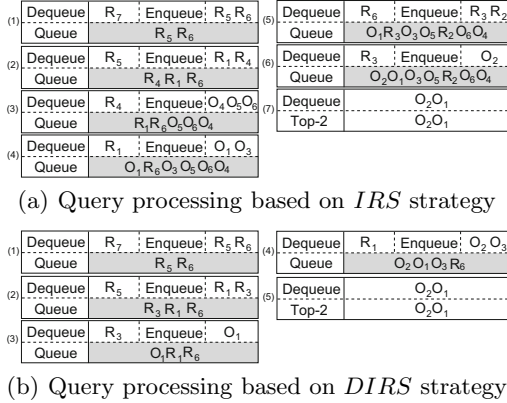 (1) Dequeue R7 Enqueue R5 R6
Queue R5 R6
(2) Dequeue R5 Enqueue R1 R4
Queue R4 R1 R6
(3) Dequeue R4 Enqueue O4 O5 O6
Queue R1 R6 O5 O6 O4
(4) Dequeue R1 Enqueue O1 O3
Queue O1 R6 O3 O5 O6 O4
(5) Dequeue R6 Enqueue R3 R2
Queue O1 R3 O3 O5 R2 O6 O4
(6) Dequeue R3 Enqueue O2
Queue O2 O1 O3 O5 R2 O6 O4
(7) Dequeue O2 O1
Top-2 O2 O1
(a) Query processing based on IRS strategy
(1) Dequeue R7 Enqueue R5 R6
Queue R5 R6
(2) Dequeue R5 Enqueue R1 R3
Queue R3 R1 R6
(3) Dequeue R3 Enqueue O1
Queue O1 R1 R6
(4) Dequeue R1 Enqueue O2 O3
Queue O2 O1 O3 R6
(5) Dequeue O2 O1
Top-2 O2 O1
(b) Query processing based on DIRS strategy